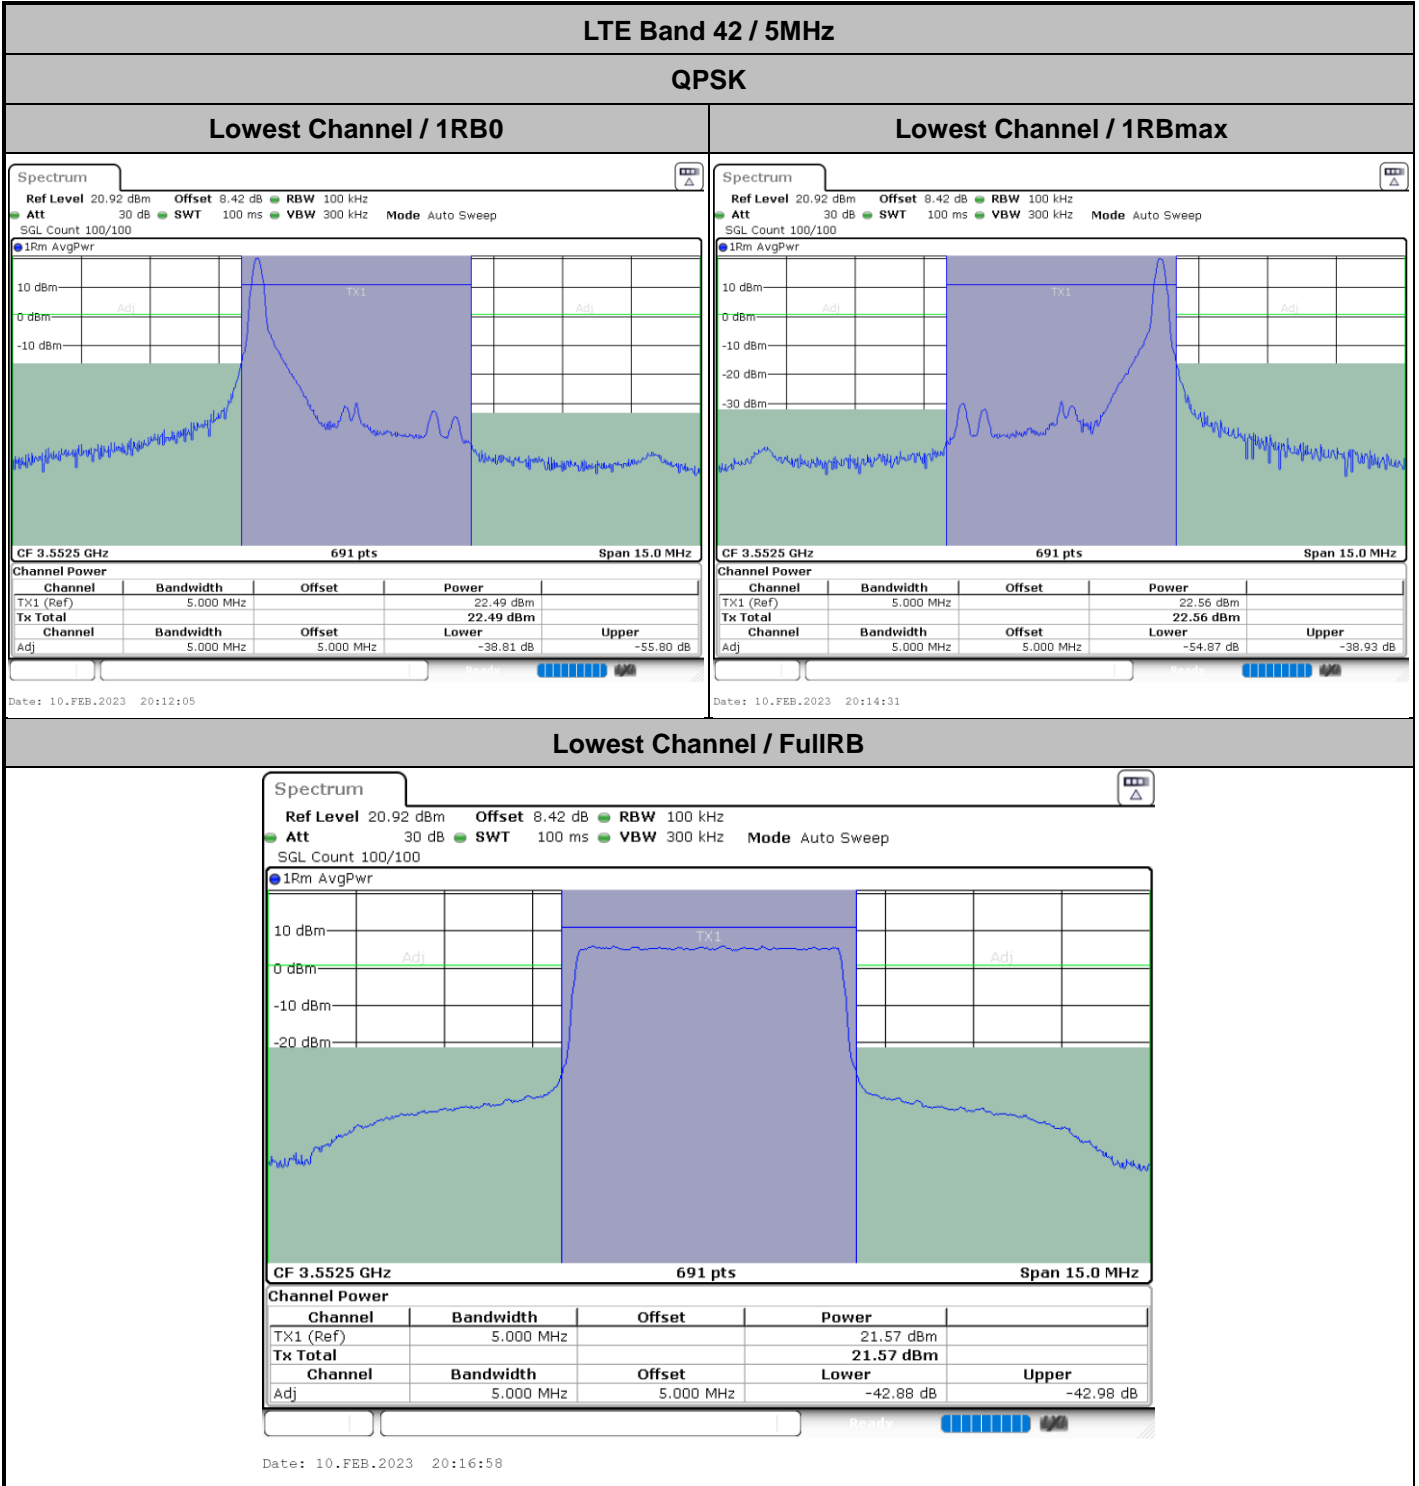 LTE Band 42 / 5MHz
QPSK
Lowest Channel / 1RB0
Lowest Channel / 1RBmax
Spectrum
Ref Level 20.92 dBm Offset 8.42 dB RBW 100 kHz
Att 30 dB SWT 100 ms VBW 300 kHz Mode Auto Sweep
SGL Count 100/100
1Rm AvgPwr
10 dBm
TX1
Adj
Adj
0 dBm
-10 dBm
CF 3.5525 GHz 691 pts Span 15.0 MHz
Channel Power
Channel Bandwidth Offset Power
TX1 (Ref) 5.000 MHz 22.49 dBm
Tx Total 22.49 dBm
Channel Bandwidth Offset Lower Upper
Adj 5.000 MHz 5.000 MHz -38.81 dB -55.80 dB
Ready
Date: 10.FEB.2023 20:12:05
Spectrum
Ref Level 20.92 dBm Offset 8.42 dB RBW 100 kHz
Att 30 dB SWT 100 ms VBW 300 kHz Mode Auto Sweep
SGL Count 100/100
1Rm AvgPwr
10 dBm
TX1
Adj
Adj
0 dBm
-10 dBm
-20 dBm
-30 dBm
CF 3.5525 GHz 691 pts Span 15.0 MHz
Channel Power
Channel Bandwidth Offset Power
TX1 (Ref) 5.000 MHz 22.56 dBm
Tx Total 22.56 dBm
Channel Bandwidth Offset Lower Upper
Adj 5.000 MHz 5.000 MHz -54.87 dB -38.93 dB
Ready
Date: 10.FEB.2023 20:14:31
Lowest Channel / FullRB
Spectrum
Ref Level 20.92 dBm Offset 8.42 dB RBW 100 kHz
Att 30 dB SWT 100 ms VBW 300 kHz Mode Auto Sweep
SGL Count 100/100
1Rm AvgPwr
10 dBm
TX1
Adj
Adj
0 dBm
-10 dBm
-20 dBm
CF 3.5525 GHz 691 pts Span 15.0 MHz
Channel Power
Channel Bandwidth Offset Power
TX1 (Ref) 5.000 MHz 21.57 dBm
Tx Total 21.57 dBm
Channel Bandwidth Offset Lower Upper
Adj 5.000 MHz 5.000 MHz -42.88 dB -42.98 dB
Ready
Date: 10.FEB.2023 20:16:58